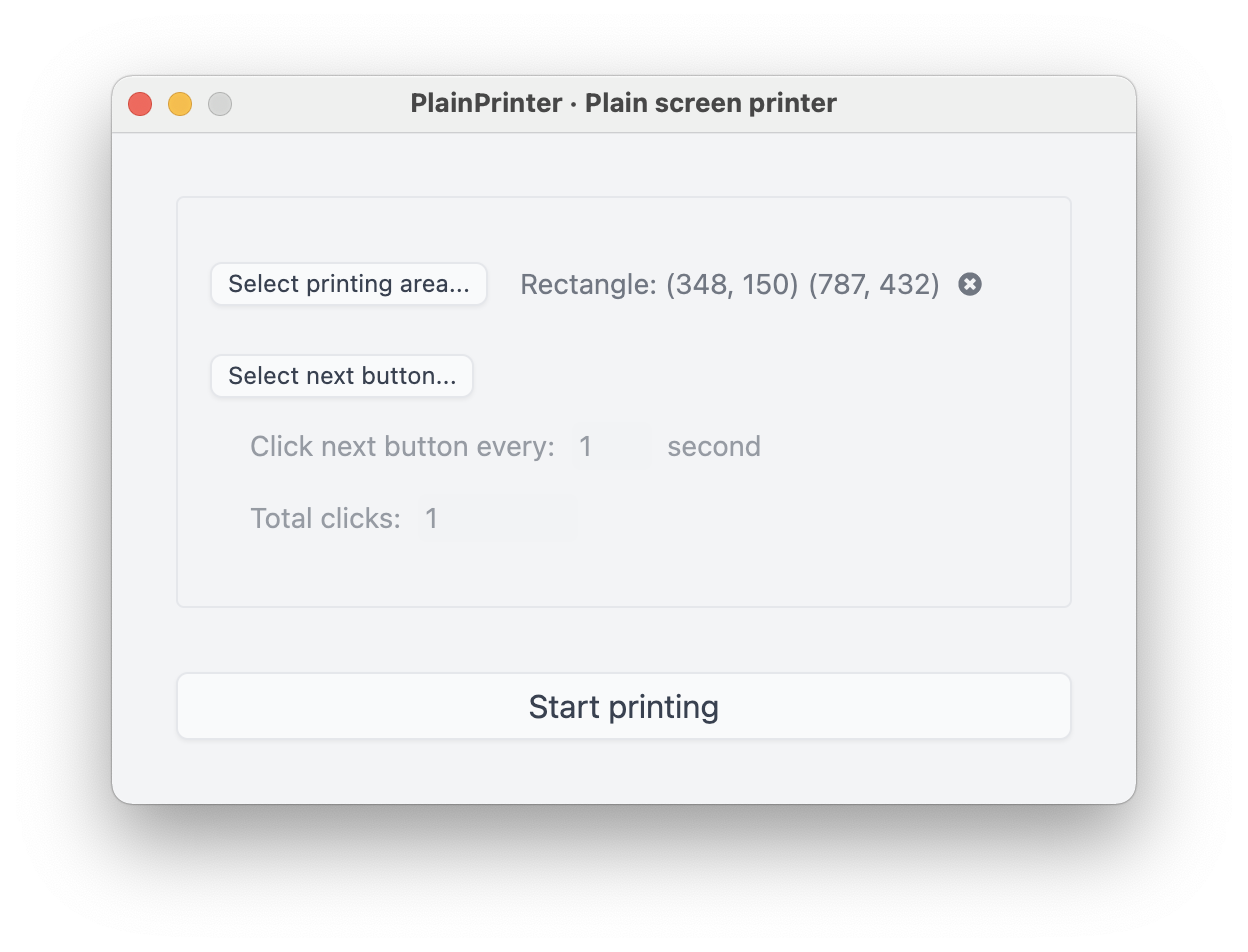 PlainPrinter · Plain screen printer
Select printing area... Rectangle: (348, 150) (787, 432)
Select next button...
Click next button every: 1 second
Total clicks: 1
Start printing